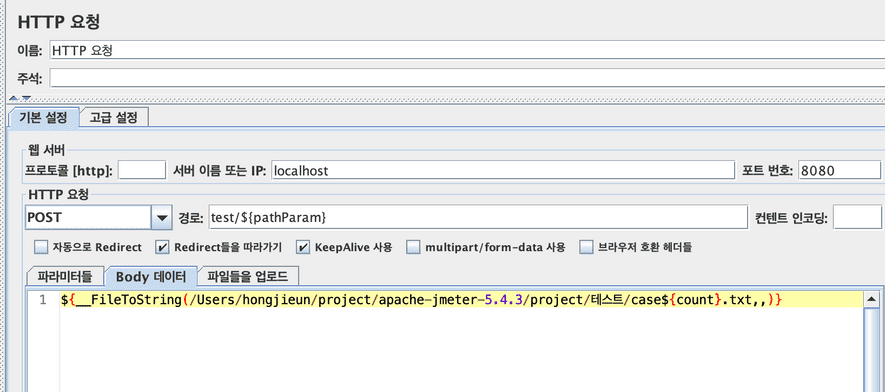 HTTP 요청
이름: HTTP 요청
주석:
기본 설정 고급 설정
웹 서버
프로토콜 [http]: 서버 이름 또는 IP: localhost 포트 번호: 8080
HTTP 요청
POST 경로: test/${pathParam} 컨텐트 인코딩:
자동으로 Redirect Redirect들을 따라가기 KeepAlive 사용 multipart/form-data 사용 브라우저 호환 헤더들
파라미터들 Body 데이터 파일들을 업로드
1 ${__FileToString(/Users/hongjieun/project/apache-jmeter-5.4.3/project/테스트/case${count}.txt,,)}